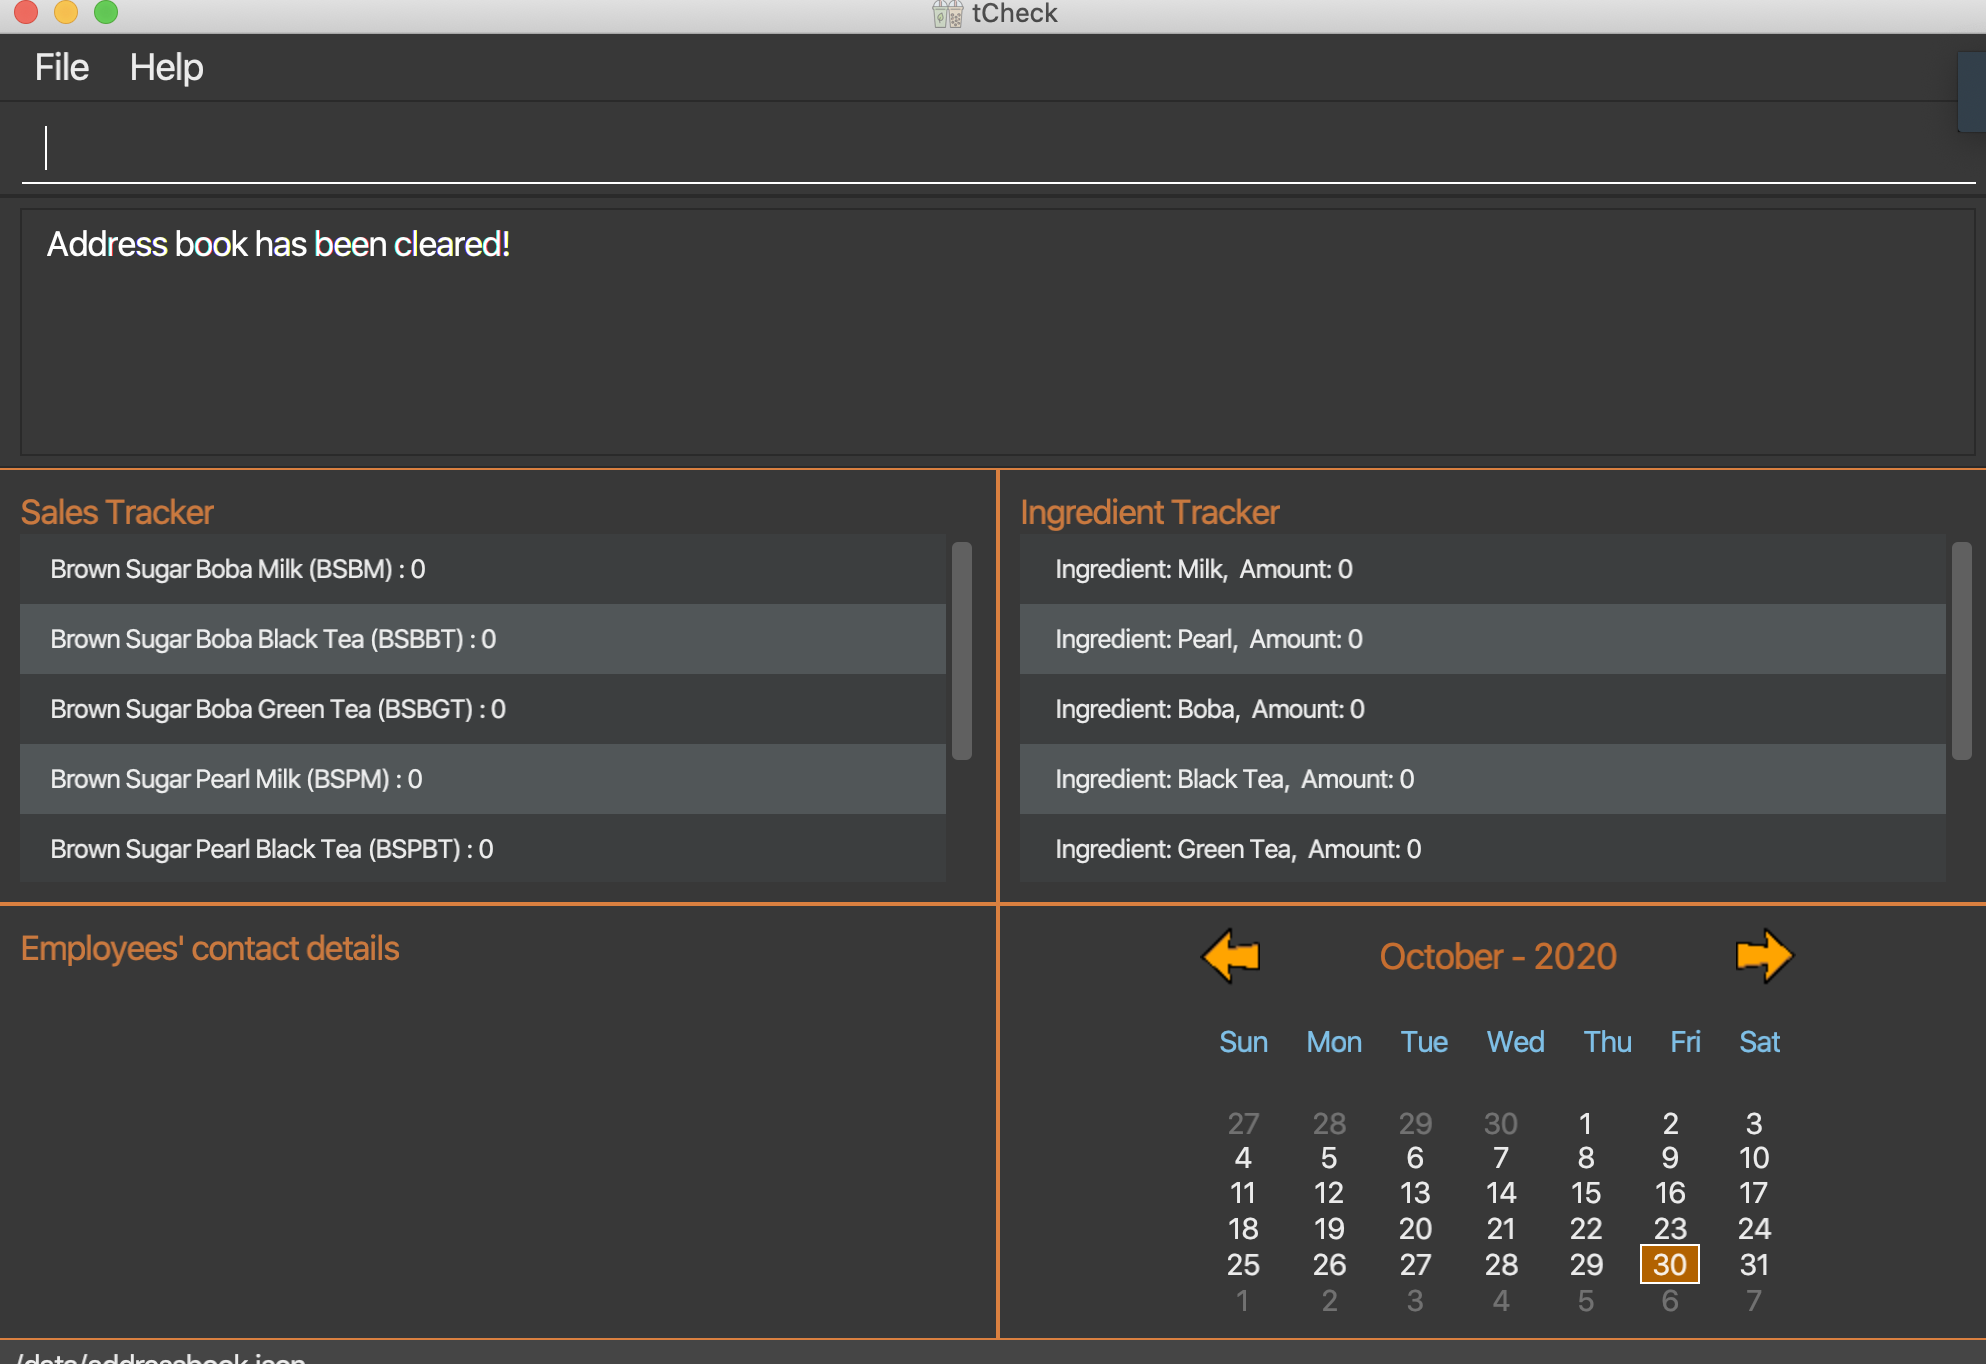 tCheck
File Help
Address book has been cleared!
Sales Tracker
Brown Sugar Boba Milk (BSBM) : 0
Brown Sugar Boba Black Tea (BSBBT) : 0
Brown Sugar Boba Green Tea (BSBGT) : 0
Brown Sugar Pearl Milk (BSPM) : 0
Brown Sugar Pearl Black Tea (BSPBT) : 0
Ingredient Tracker
Ingredient: Milk, Amount: 0
Ingredient: Pearl, Amount: 0
Ingredient: Boba, Amount: 0
Ingredient: Black Tea, Amount: 0
Ingredient: Green Tea, Amount: 0
Employees' contact details
October - 2020
Sun Mon Tue Wed Thu Fri Sat
27 28 29 30 1 2 3
4 5 6 7 8 9 10
11 12 13 14 15 16 17
18 19 20 21 22 23 24
25 26 27 28 29 30 31
1 2 3 4 5 6 7
/data/addressbook.json